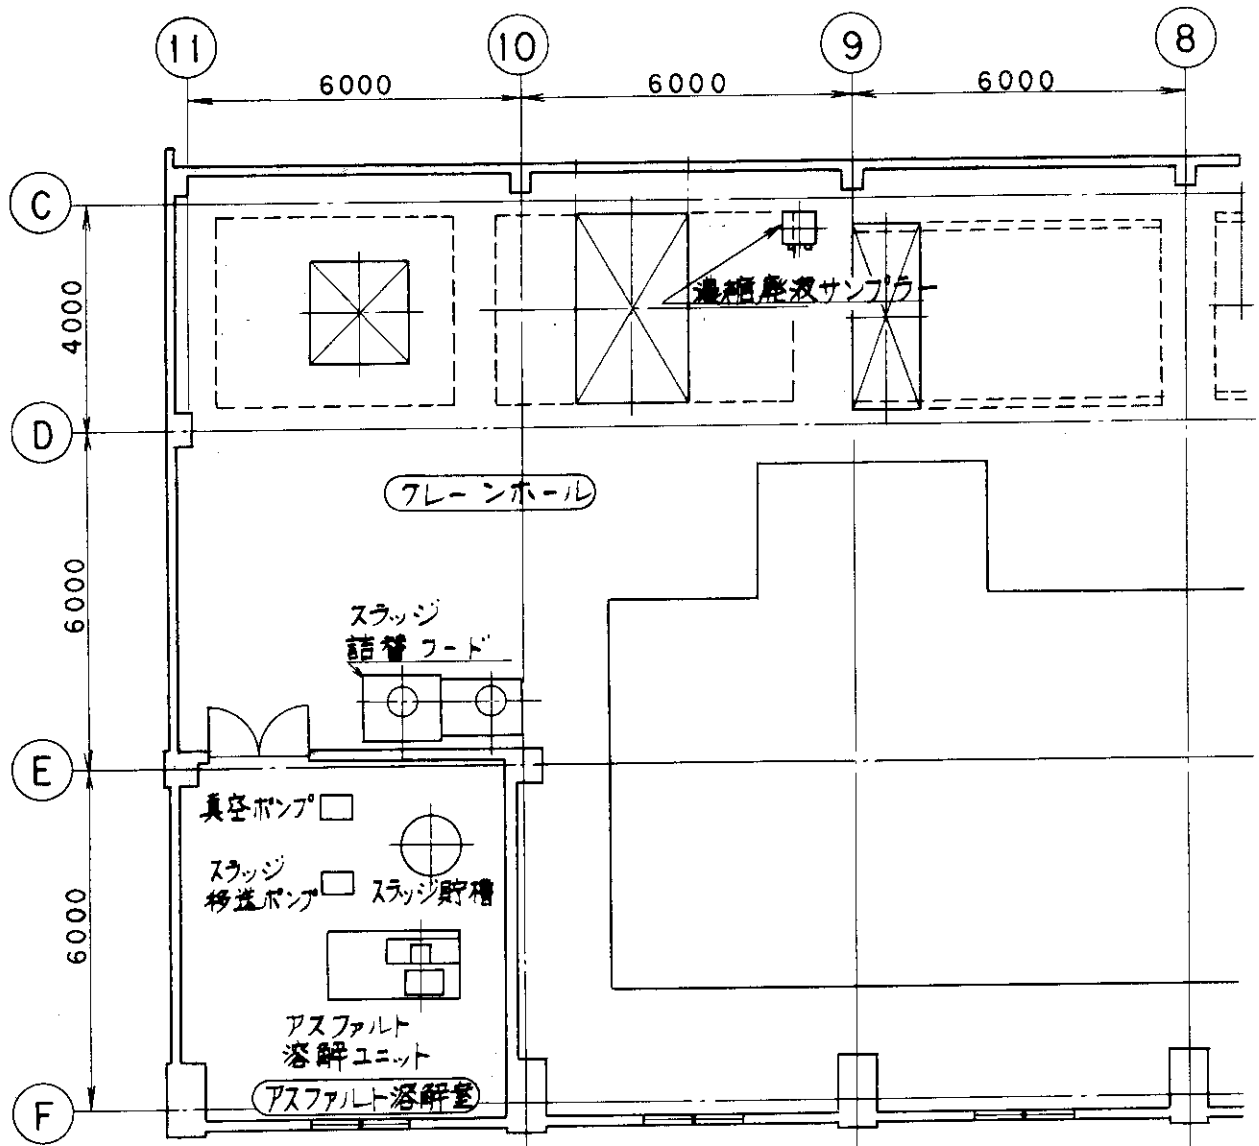 11
10
9
8
6000
6000
6000
C
4000
濃縮廃液サンプラー
D
クレーンホール
6000
スラッジ
詰替フード
E
真空ポンプ
スラッジ
移送ポンプ
スラッジ貯槽
6000
アスファルト
溶解ユニット
アスファルト溶解室
F